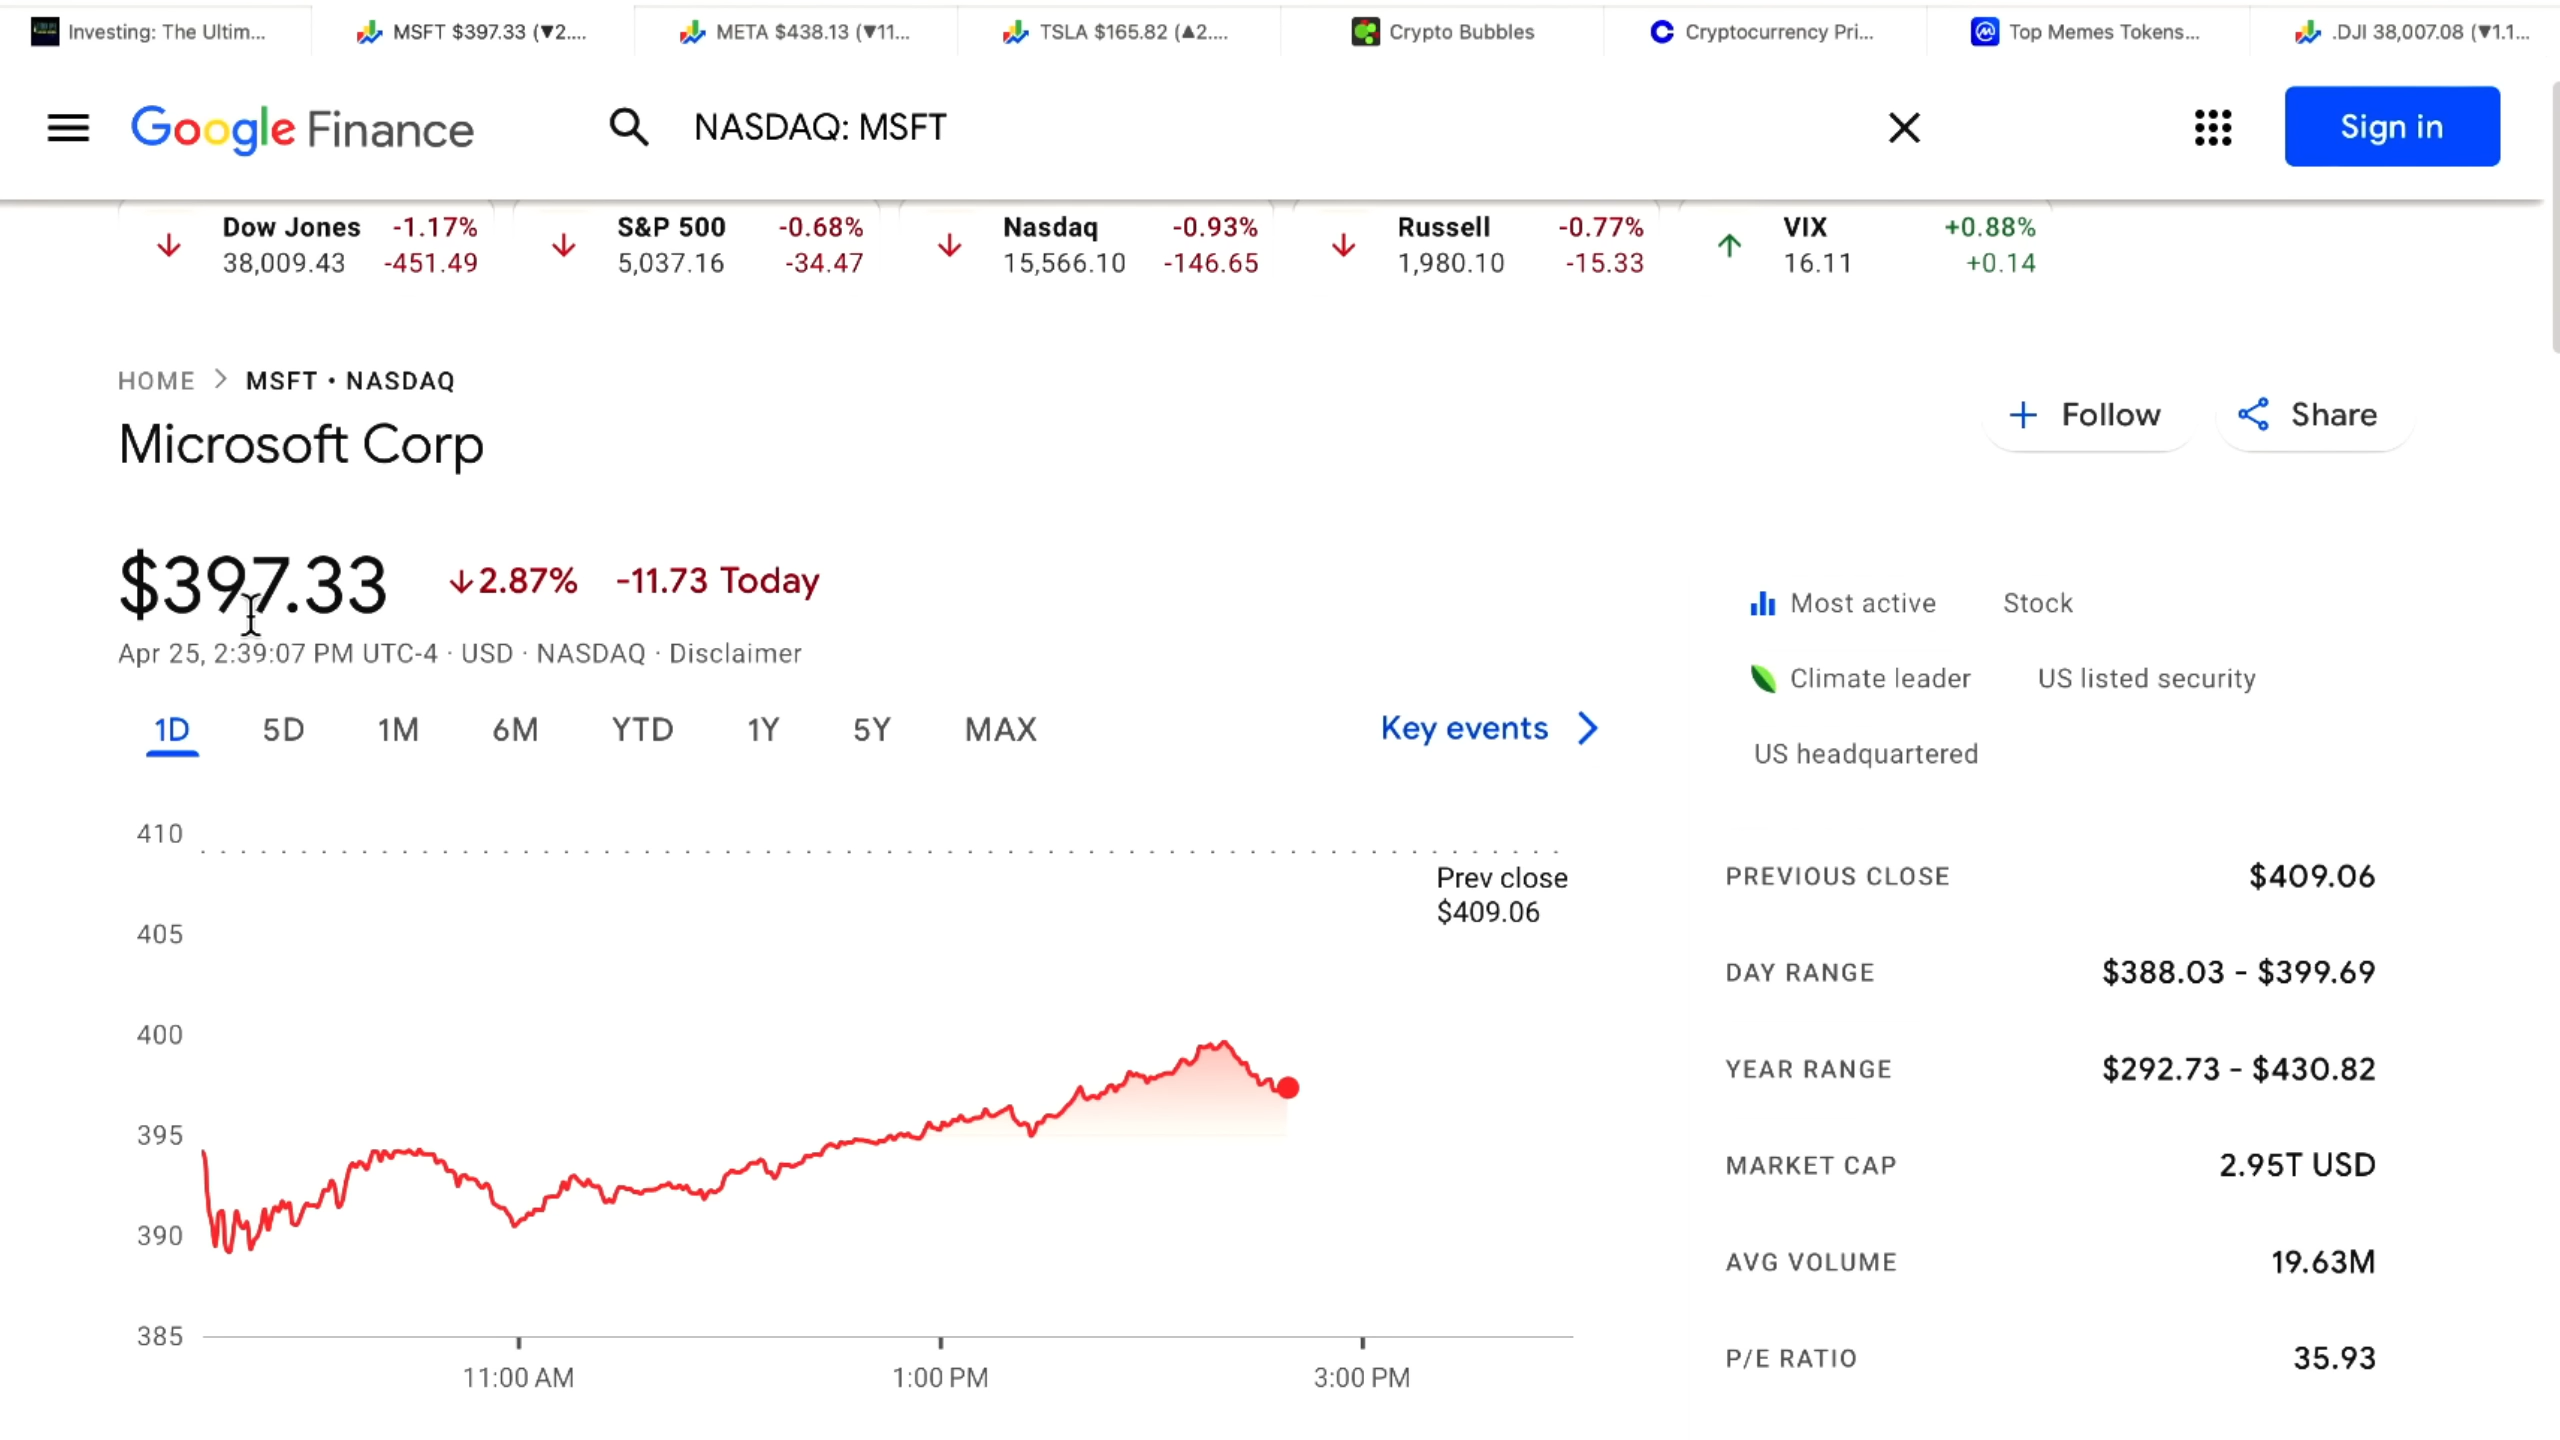 Investing: The Ultim...
MSFT $397.33 (▼2....
META $438.13 (▼11...
TSLA $165.82 (▲2....
Crypto Bubbles
Cryptocurrency Pri...
Top Memes Tokens...
.DJI 38,007.08 (▼1.1...
Google Finance
NASDAQ: MSFT
Sign in
Dow Jones -1.17%
38,009.43 -451.49
S&P 500 -0.68%
5,037.16 -34.47
Nasdaq -0.93%
15,566.10 -146.65
Russell -0.77%
1,980.10 -15.33
VIX +0.88%
16.11 +0.14
HOME > MSFT • NASDAQ
Microsoft Corp
Follow
Share
$397.33 ↓2.87% -11.73 Today
Apr 25, 2:39:07 PM UTC-4 · USD · NASDAQ · Disclaimer
1D 5D 1M 6M YTD 1Y 5Y MAX
Key events
410
405
400
395
390
385
Prev close
$409.06
11:00 AM 1:00 PM 3:00 PM
Most active Stock
Climate leader US listed security
US headquartered
PREVIOUS CLOSE $409.06
DAY RANGE $388.03 - $399.69
YEAR RANGE $292.73 - $430.82
MARKET CAP 2.95T USD
AVG VOLUME 19.63M
P/E RATIO 35.93